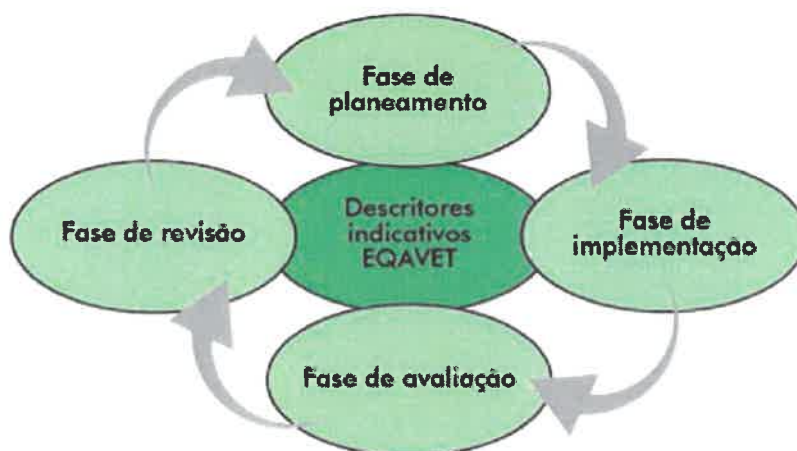 Fase de
planeamento
Fase de revisão
Descritores
indicativos
EQAVET
Fase de
implementação
Fase de avaliação